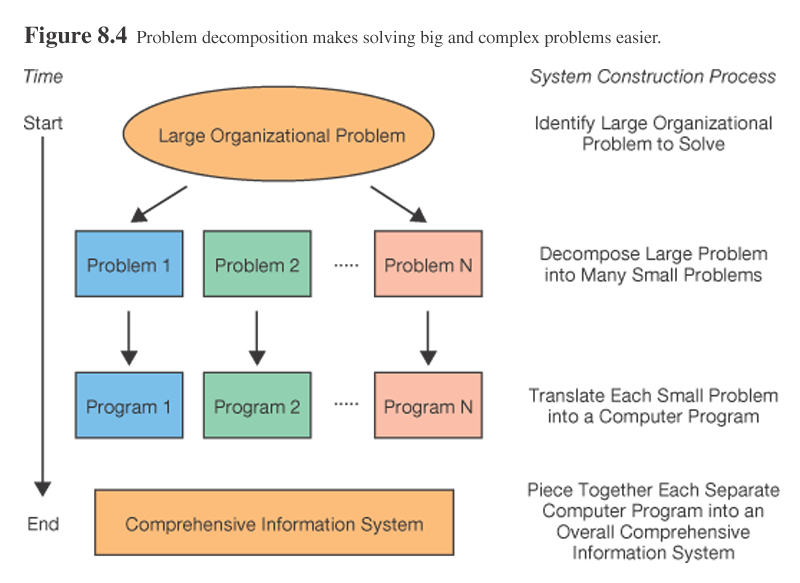 Figure 8.4 Problem decomposition makes solving big and complex problems easier.
Time
System Construction Process
Start
Large Organizational Problem
Identify Large Organizational
Problem to Solve
Problem 1
Problem 2
.....
Problem N
Decompose Large Problem
into Many Small Problems
Program 1
Program 2
.....
Program N
Translate Each Small Problem
into a Computer Program
End
Comprehensive Information System
Piece Together Each Separate
Computer Program into an
Overall Comprehensive
Information System